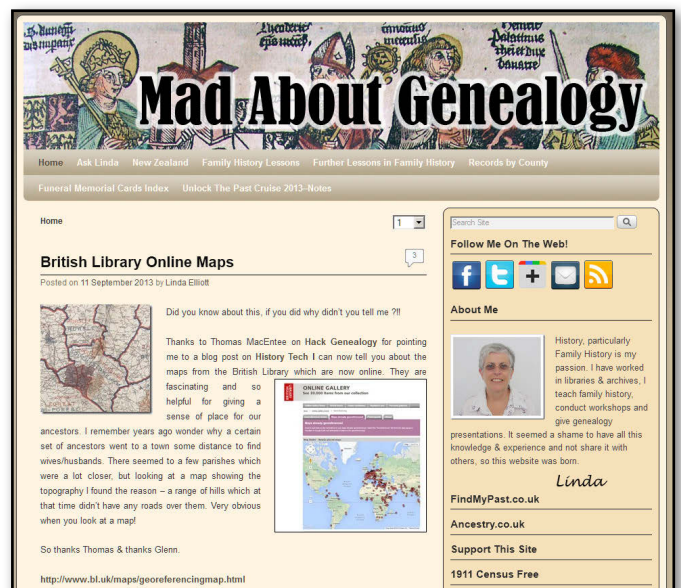 S. dunegũ
Mad About Genealogy
Home Ask Linda New Zealand Family History Lessons Further Lessons in Family History Records by County
Funeral Memorial Cards Index Unlock The Past Cruise 2013–Notes
Home
1
British Library Online Maps
3
Posted on 11 September 2013 by Linda Elliott
Did you know about this, if you did why didn't you tell me ?!!
Thanks to Thomas MacEntee on Hack Genealogy for pointing
me to a blog post on History Tech I can now tell you about the
maps from the British Library which are now online. They are
fascinating and so
helpful for giving a
sense of place for our
ancestors. I remember years ago wonder why a certain
set of ancestors went to a town some distance to find
wives/husbands. There seemed to a few parishes which
were a lot closer, but looking at a map showing the
topography I found the reason – a range of hills which at
that time didn't have any roads over them. Very obvious
when you look at a map!
ONLINE GALLERY
See 30,000 items from our collection
So thanks Thomas & thanks Glenn.
http://www.bl.uk/maps/georeferencingmap.html
Search Site
Follow Me On The Web!
About Me
History, particularly
Family History is my
passion. I have worked
in libraries & archives, I
teach family history,
conduct workshops and
give genealogy
presentations. It seemed a shame to have all this
knowledge & experience and not share it with
others, so this website was born.
Linda
FindMyPast.co.uk
Ancestry.co.uk
Support This Site
1911 Census Free